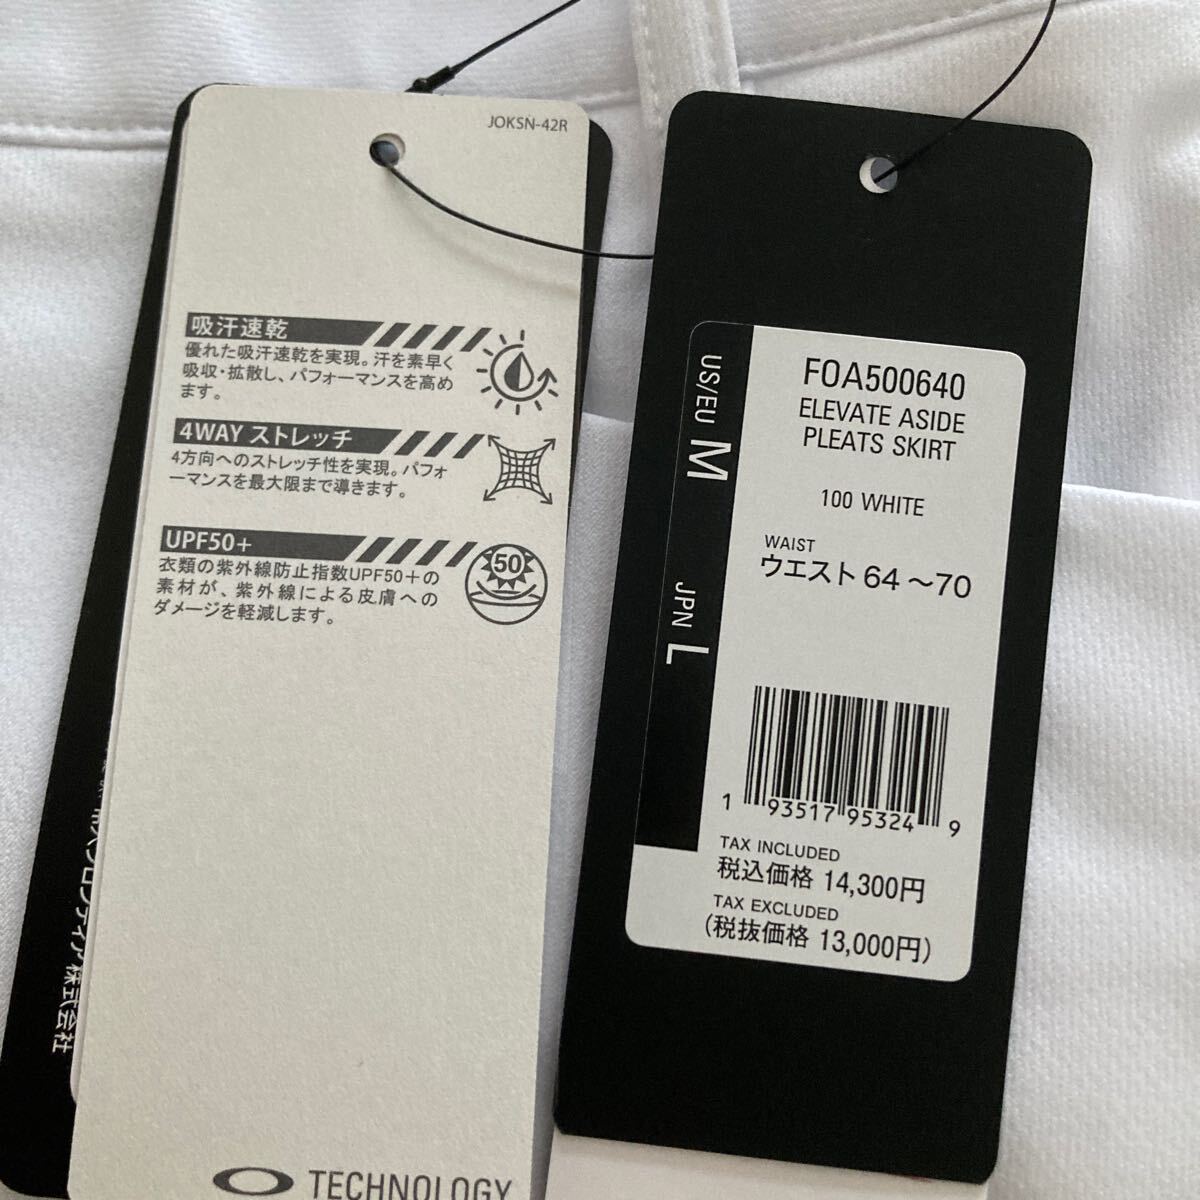 JOKSN-42R
吸汗速乾
優れた吸汗速乾を実現。汗を素早く
吸収・拡散し、パフォーマンスを高め
ます。
4WAY ストレッチ
4方向へのストレッチ性を実現。パフォ
ーマンスを最大限まで導きます。
UPF50+
50
衣類の紫外線防止指数UPF50+の
素材が、紫外線による皮膚への
ダメージを軽減します。
TECHNOLOGY
株式会社
US/EU M
JPN L
FOA500640
ELEVATE ASIDE
PLEATS SKIRT
100 WHITE
WAIST
ウエスト 64 ~70
1 93517 95324 9
TAX INCLUDED
税込価格 14,300円
TAX EXCLUDED
(税抜価格 13,000円)